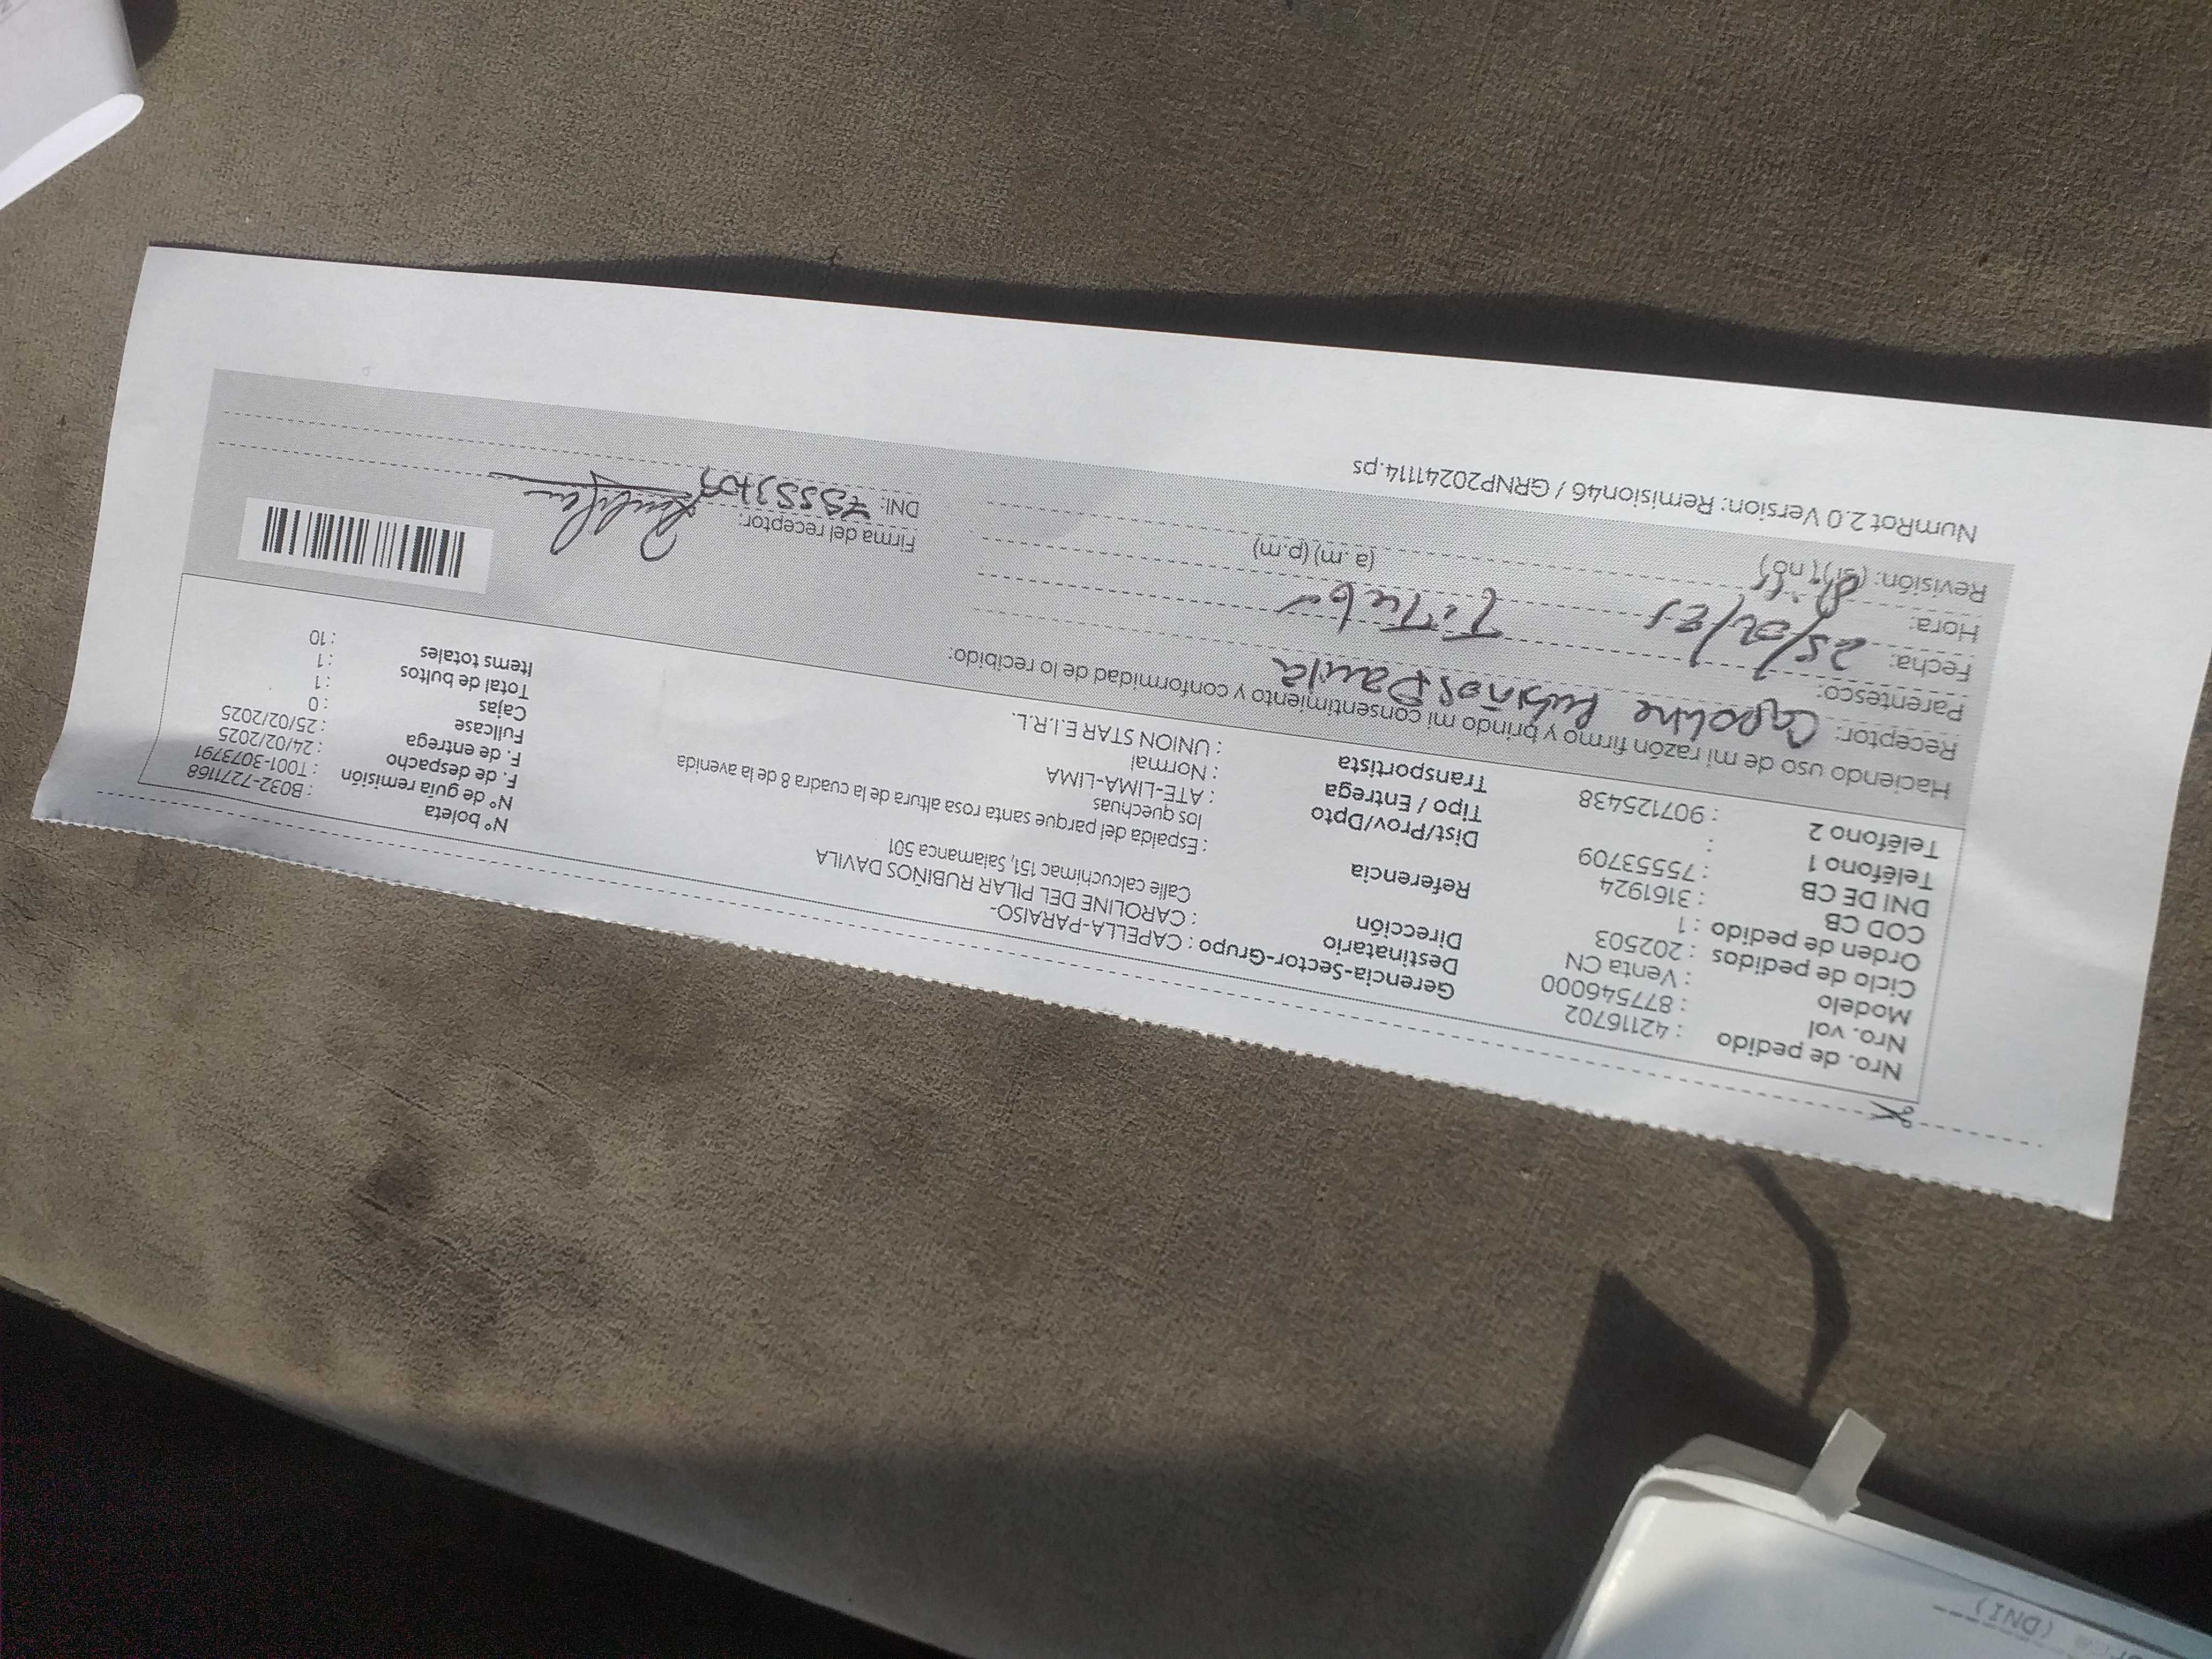 Nro. de pedido : 42116702
Nro. vol : 877546000
Modelo : Venta CN
Ciclo de pedidos : 202503
Orden de pedido : 1
COD CB : 3161924
DNI DE CB : 75553709
Teléfono 1 :
Teléfono 2 : 907125438
Gerencia-Sector-Grupo : CAPELLA-PARAISO-
Destinatario : CAROLINE DEL PILAR RUBIÑOS DAVILA
Dirección Calle calcuchimac 151, Salamanca 501
Referencia : Espalda del parque santa rosa altura de la cuadra 8 de la avenida
los quechuas
Dist/Prov/Dpto : ATE-LIMA-LIMA
Tipo / Entrega : Normal
Transportista : UNION STAR E.I.R.L.
N° boleta : B032-7271168
N° de guía remisión : T001-3073791
F. de despacho : 24/02/2025
F. de entrega : 25/02/2025
Fullcase : 0
Cajas : 1
Total de bultos : 1
Items totales : 10
Haciendo uso de mi razón firmo y brindo mi consentimiento y conformidad de lo recibido:
Receptor: Caroline Rubiños Davila
Parentesco: Titular
Fecha: 25/02/25
Hora: (a.m) (p.m)
Revisión: (si) (no)
Firma del receptor:
DNI: 75553709
NumRot 2.0 Version: Remision46 / GRNP20241114.ps
(DNI)